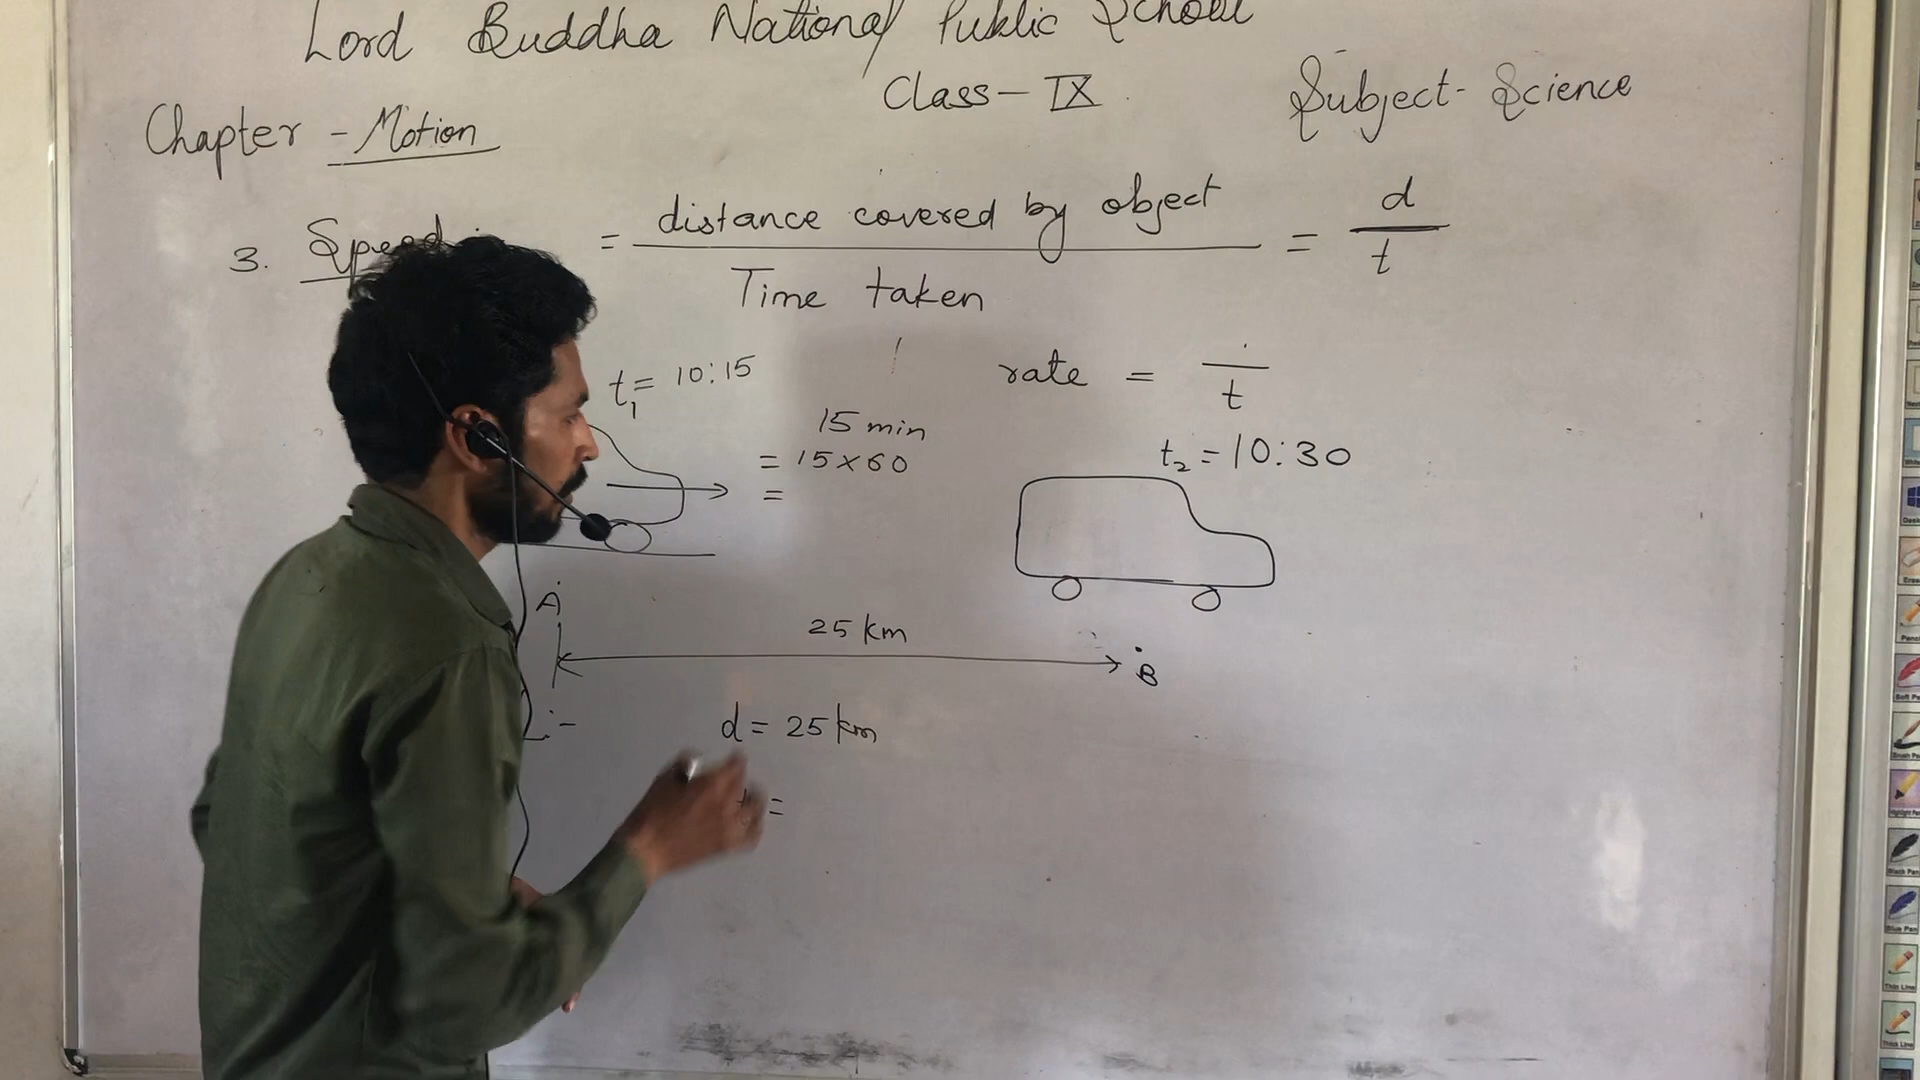 Lord Buddha National Public School
Class - IX
Subject - Science
Chapter - Motion
3. Speed = distance covered by object / Time taken = d / t
t₁ = 10:15
rate = — / t
15 min
= 15×60
=
t₂ = 10:30
A
25 km
B
d = 25 km
t =